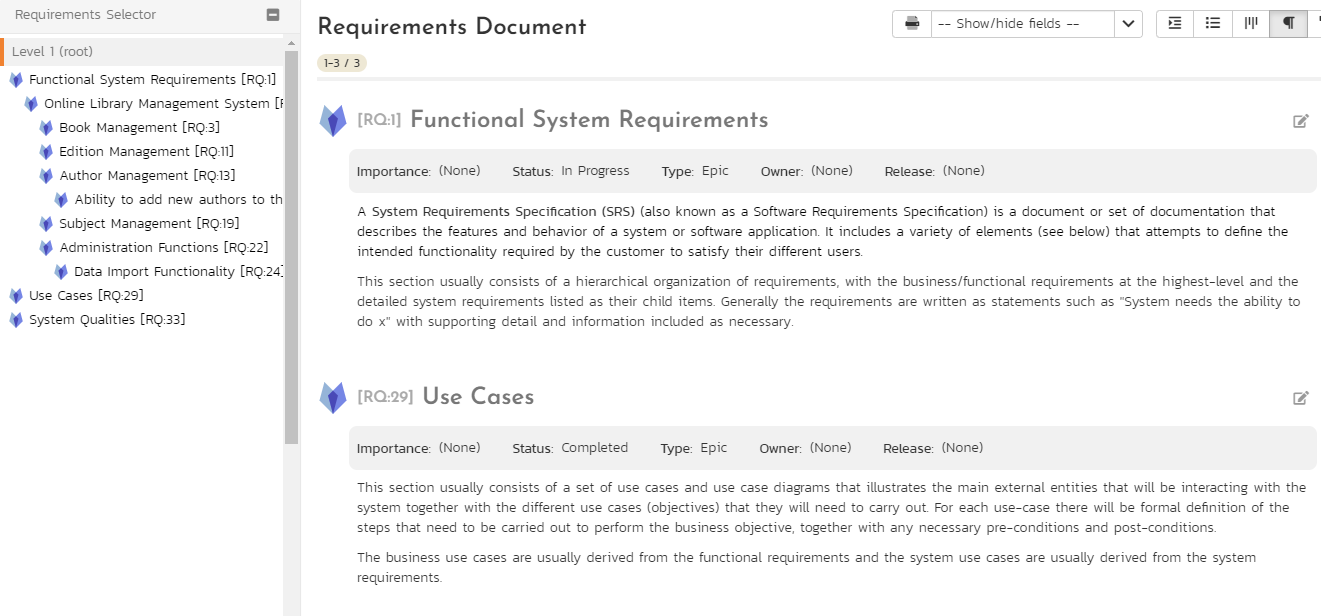 Requirements Selector
Level 1 (root)
Functional System Requirements [RQ:1]
Online Library Management System [
Book Management [RQ:3]
Edition Management [RQ:11]
Author Management [RQ:13]
Ability to add new authors to th
Subject Management [RQ:19]
Administration Functions [RQ:22]
Data Import Functionality [RQ:24]
Use Cases [RQ:29]
System Qualities [RQ:33]
Requirements Document
-- Show/hide fields --
1-3 / 3
[RQ:1] Functional System Requirements
Importance: (None) Status: In Progress Type: Epic Owner: (None) Release: (None)
A System Requirements Specification (SRS) (also known as a Software Requirements Specification) is a document or set of documentation that
describes the features and behavior of a system or software application. It includes a variety of elements (see below) that attempts to define the
intended functionality required by the customer to satisfy their different users.
This section usually consists of a hierarchical organization of requirements, with the business/functional requirements at the highest-level and the
detailed system requirements listed as their child items. Generally the requirements are written as statements such as "System needs the ability to
do x" with supporting detail and information included as necessary.
[RQ:29] Use Cases
Importance: (None) Status: Completed Type: Epic Owner: (None) Release: (None)
This section usually consists of a set of use cases and use case diagrams that illustrates the main external entities that will be interacting with the
system together with the different use cases (objectives) that they will need to carry out. For each use-case there will be formal definition of the
steps that need to be carried out to perform the business objective, together with any necessary pre-conditions and post-conditions.
The business use cases are usually derived from the functional requirements and the system use cases are usually derived from the system
requirements.